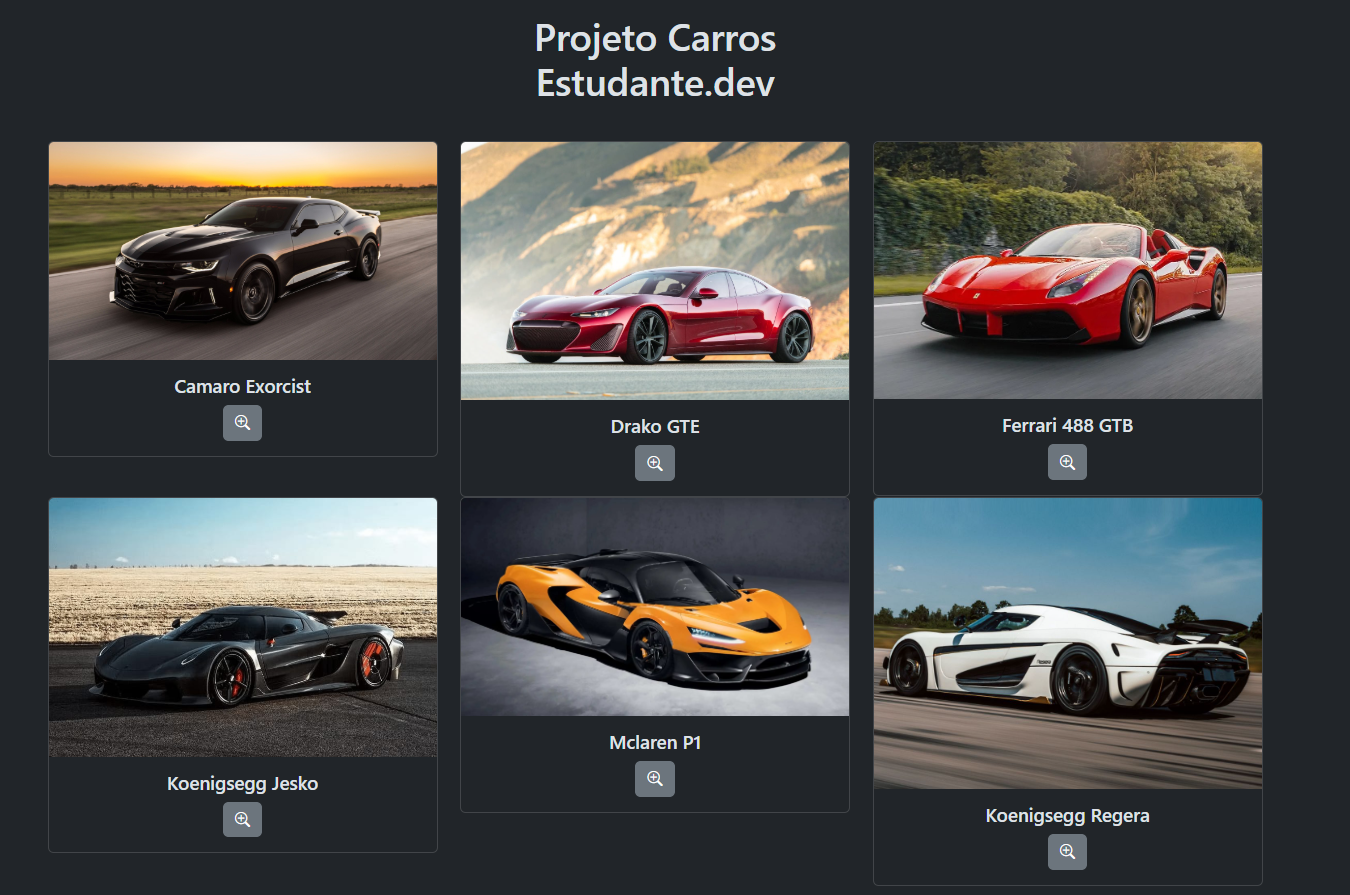 Projeto Carros
Estudante.dev
Camaro Exorcist
Drako GTE
Ferrari 488 GTB
Koenigsegg Jesko
Mclaren P1
Koenigsegg Regera